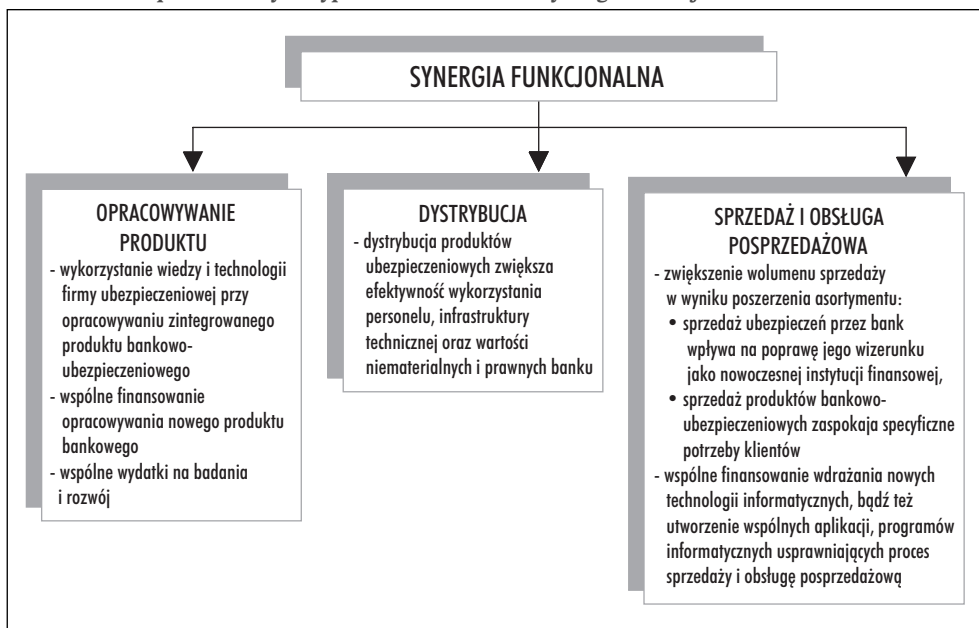 SYNERGIA FUNKCJONALNA
OPRACOWYWANIE
PRODUKTU
- wykorzystanie wiedzy i technologii
firmy ubezpieczeniowej przy
opracowywaniu zintegrowanego
produktu bankowo-
ubezpieczeniowego
- wspólne finansowanie
opracowywania nowego produktu
bankowego
- wspólne wydatki na badania
i rozwój
DYSTRYBUCJA
- dystrybucja produktów
ubezpieczeniowych zwiększa
efektywność wykorzystania
personelu, infrastruktury
technicznej oraz wartości
niematerialnych i prawnych banku
SPRZEDAŻ I OBSŁUGA
POSPRZEDAŻOWA
- zwiększenie wolumenu sprzedaży
w wyniku poszerzenia asortymentu:
• sprzedaż ubezpieczeń przez bank
wpływa na poprawę jego wizerunku
jako nowoczesnej instytucji finansowej,
• sprzedaż produktów bankowo-
ubezpieczeniowych zaspokaja specyficzne
potrzeby klientów
- wspólne finansowanie wdrażania nowych
technologii informatycznych, bądź też
utworzenie wspólnych aplikacji, programów
informatycznych usprawniających proces
sprzedaży i obsługę posprzedażową